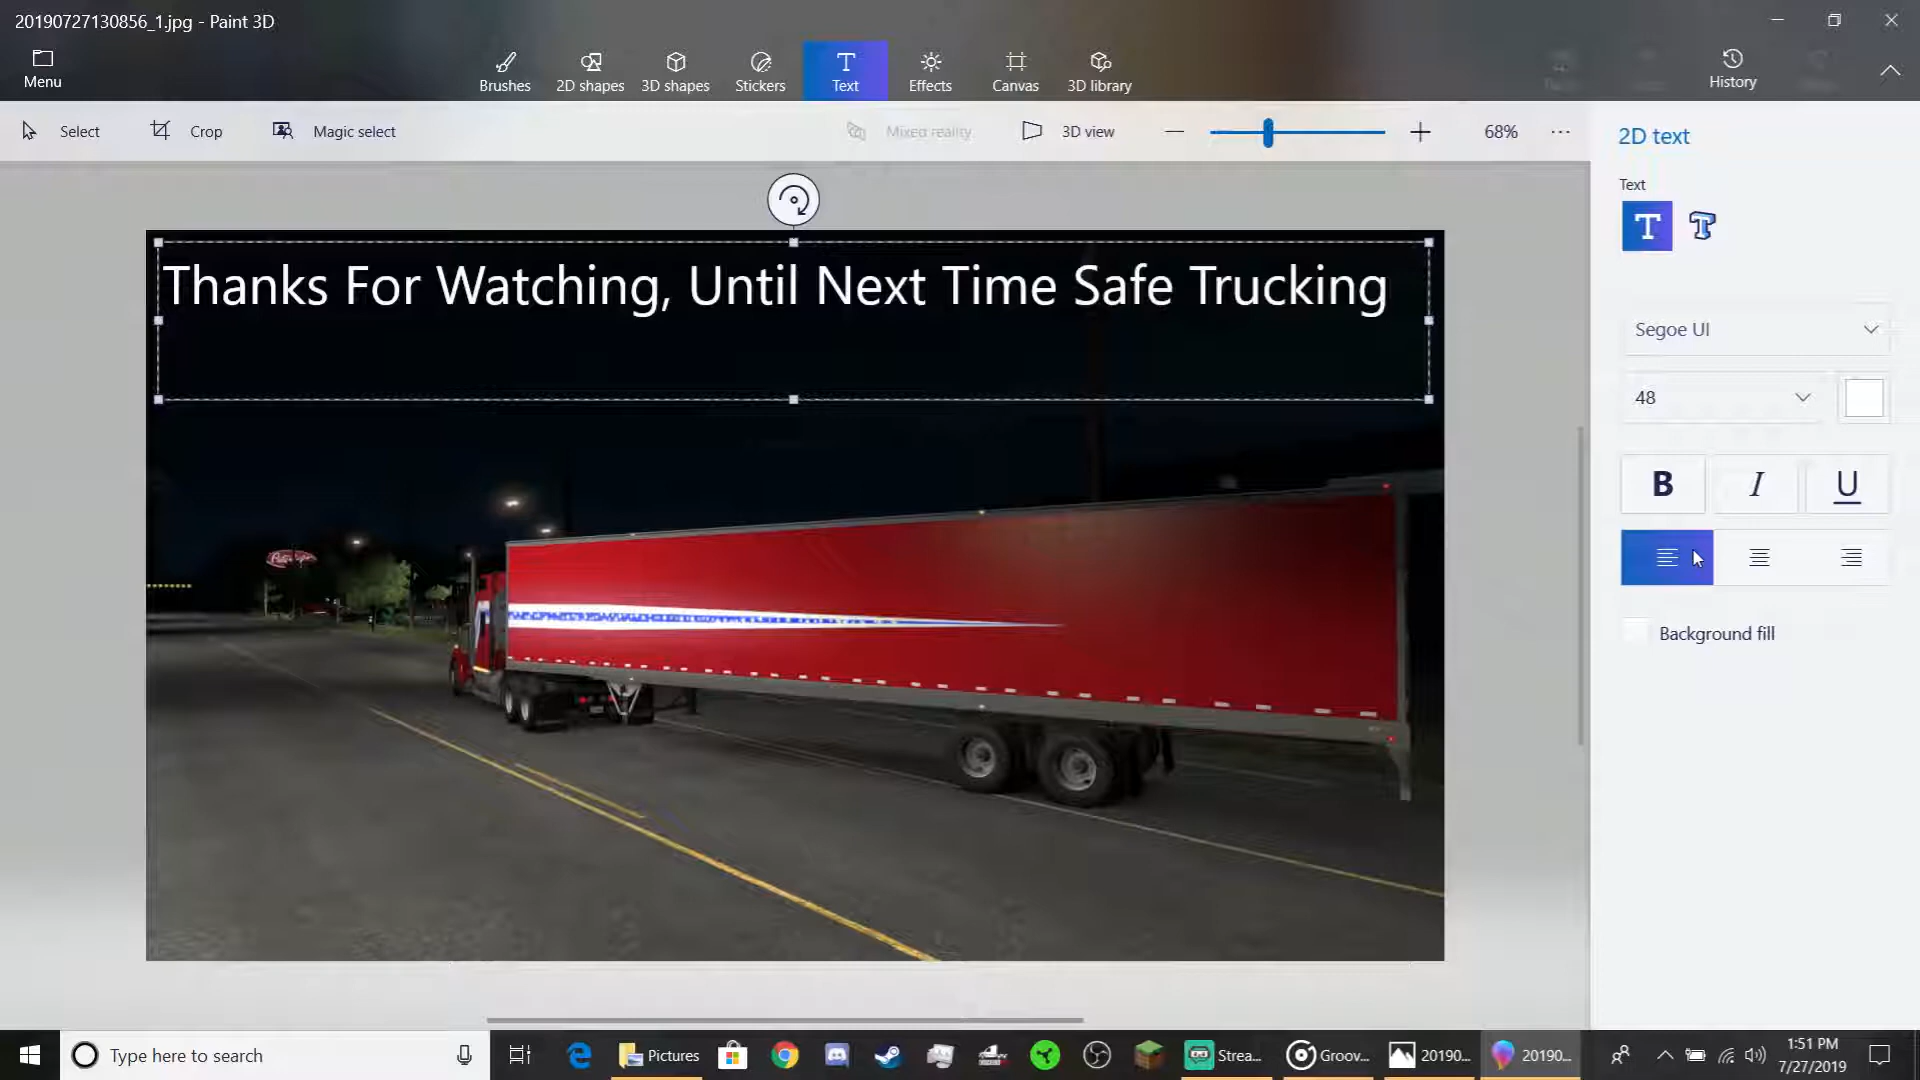 20190727130856_1.jpg - Paint 3D
Menu
Brushes
2D shapes
3D shapes
Stickers
Text
Effects
Canvas
3D library
History
Select
Crop
Magic select
Mixed reality
3D view
68%
2D text
Text
Segoe UI
48
B
I
U
Background fill
Thanks For Watching, Until Next Time Safe Trucking
Type here to search
Pictures
Strea...
Groov...
20190...
20190...
1:51 PM
7/27/2019